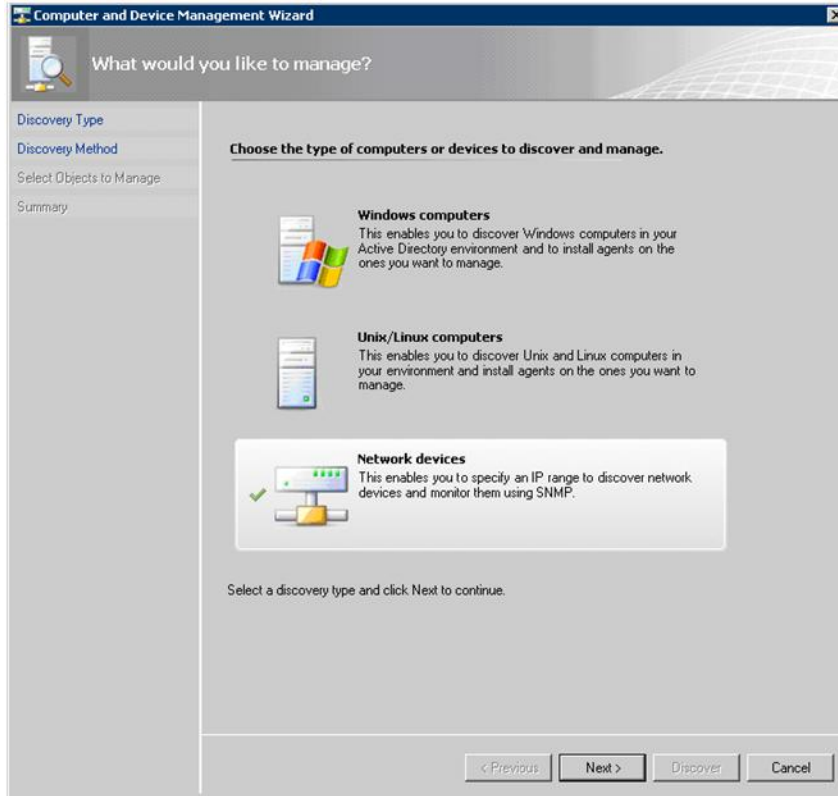 Computer and Device Management Wizard
What would you like to manage?
Discovery Type
Discovery Method
Select Objects to Manage
Summary
Choose the type of computers or devices to discover and manage.
Windows computers
This enables you to discover Windows computers in your
Active Directory environment and to install agents on the
ones you want to manage.
Unix/Linux computers
This enables you to discover Unix and Linux computers in
your environment and install agents on the ones you want to
manage.
Network devices
This enables you to specify an IP range to discover network
devices and monitor them using SNMP.
Select a discovery type and click Next to continue.
< Previous
Next >
Discover
Cancel